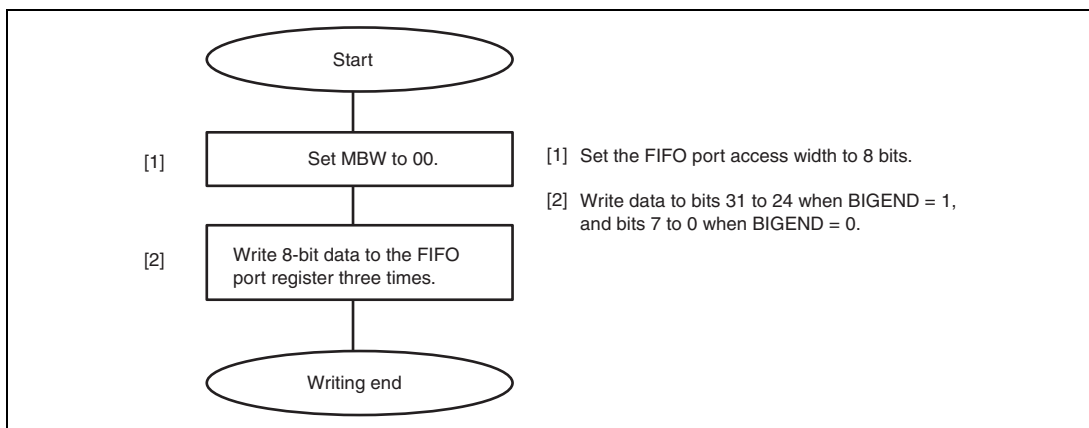 Start
[1]
Set MBW to 00.
[1] Set the FIFO port access width to 8 bits.
[2] Write data to bits 31 to 24 when BIGEND = 1,
and bits 7 to 0 when BIGEND = 0.
[2]
Write 8-bit data to the FIFO
port register three times.
Writing end